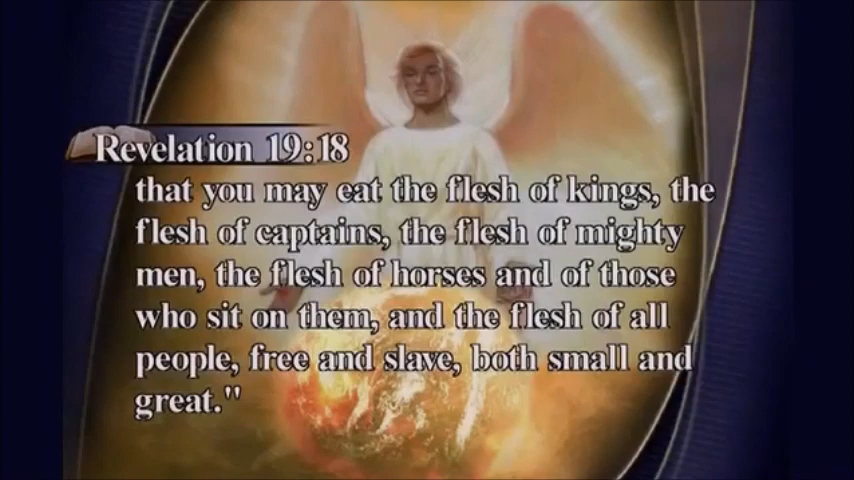 Revelation 19:18
that you may eat the flesh of kings, the
flesh of captains, the flesh of mighty
men, the flesh of horses and of those
who sit on them, and the flesh of all
people, free and slave, both small and
great."